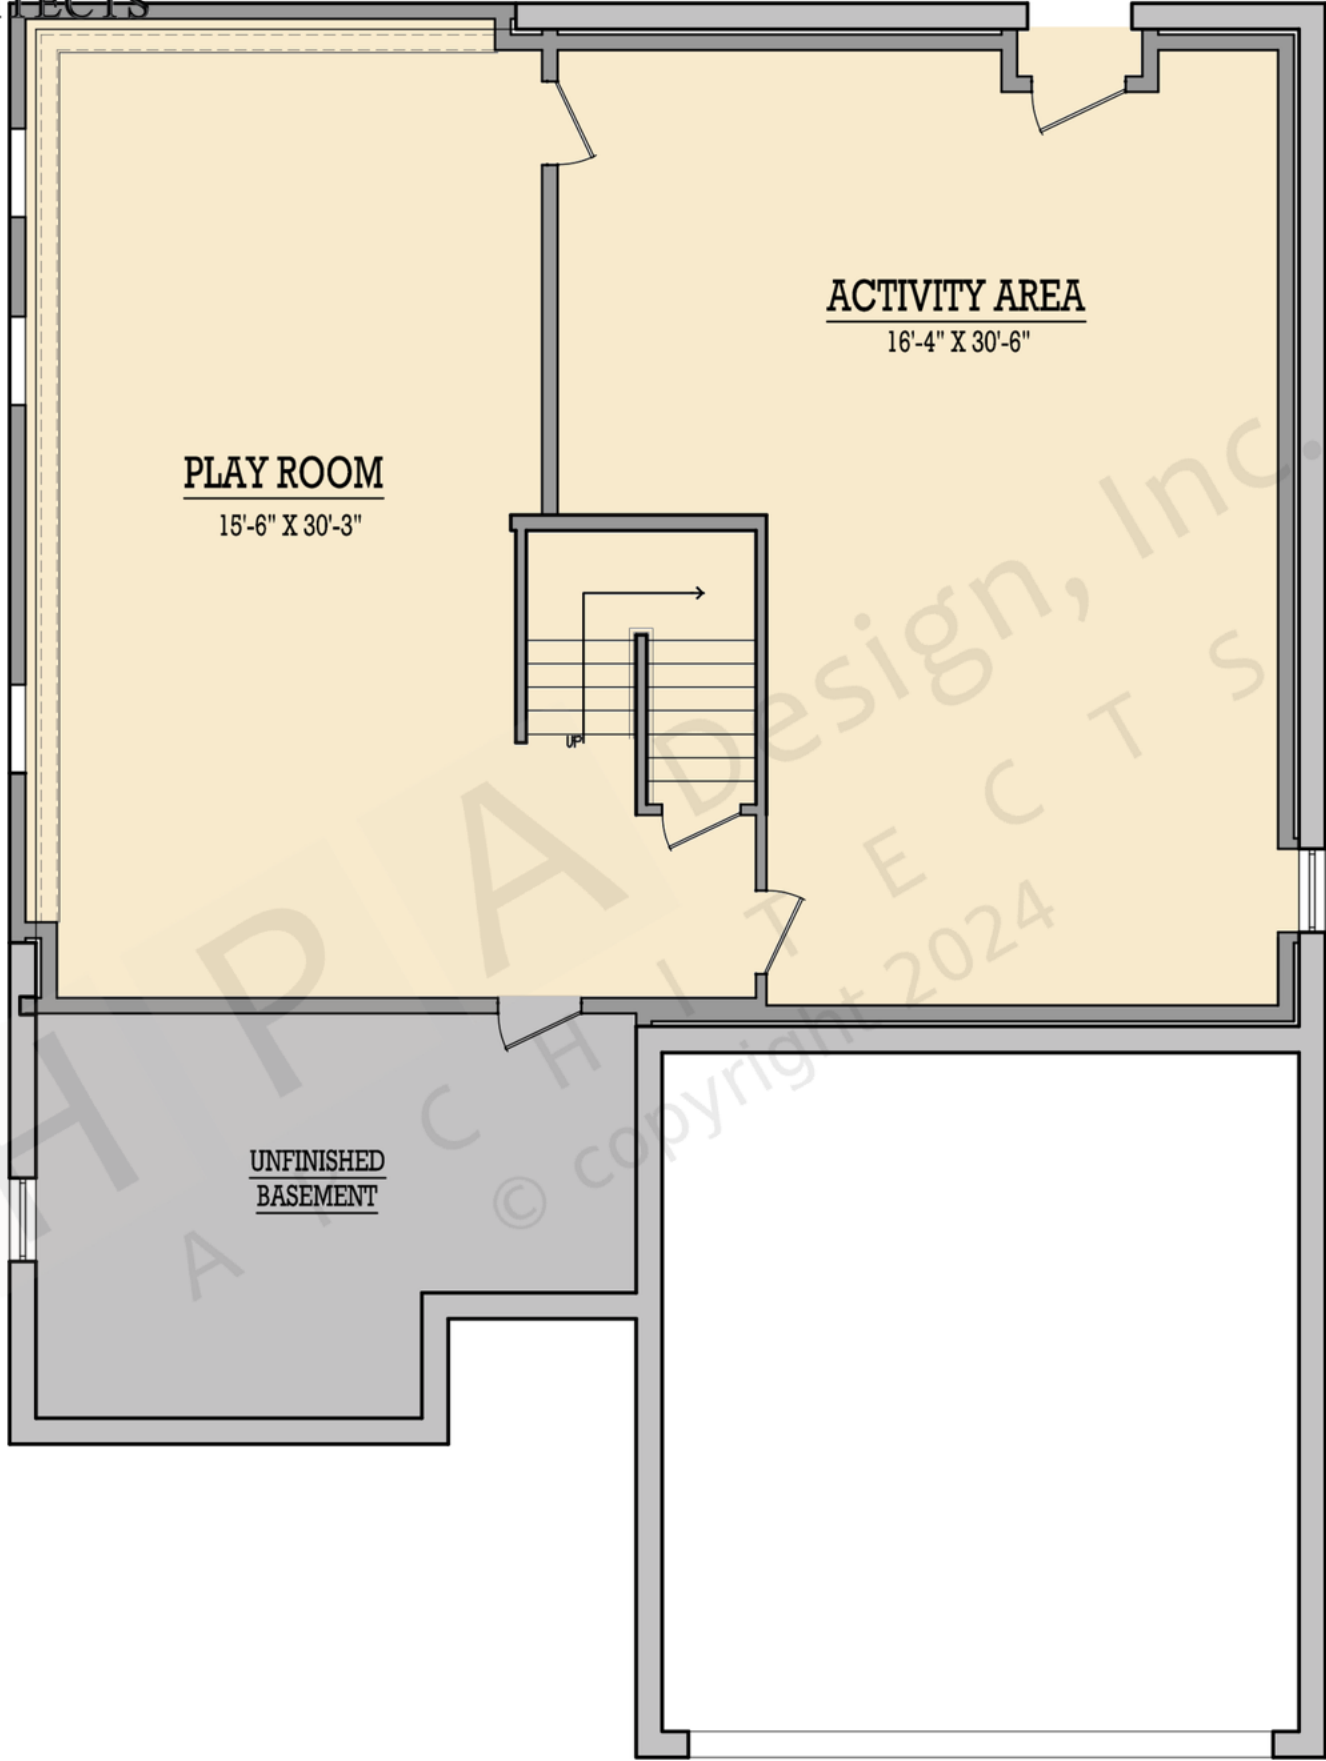 TECTS
ACTIVITY AREA
16'-4" X 30'-6"
PLAY ROOM
15'-6" X 30'-3"
UP
UNFINISHED
BASEMENT
HPA Design, Inc.
ARCHITECTS
© copyright 2024